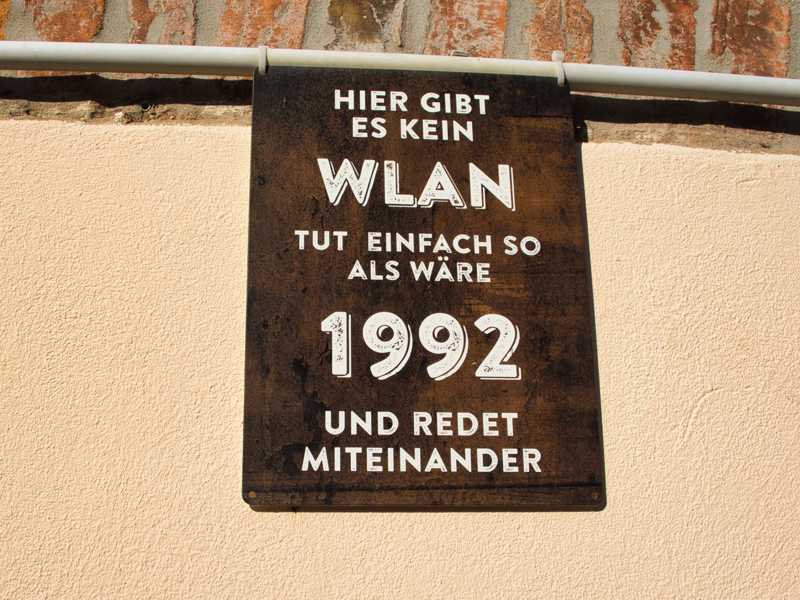 HIER GIBT
ES KEIN
WLAN
TUT EINFACH SO
ALS WÄRE
1992
UND REDET
MITEINANDER